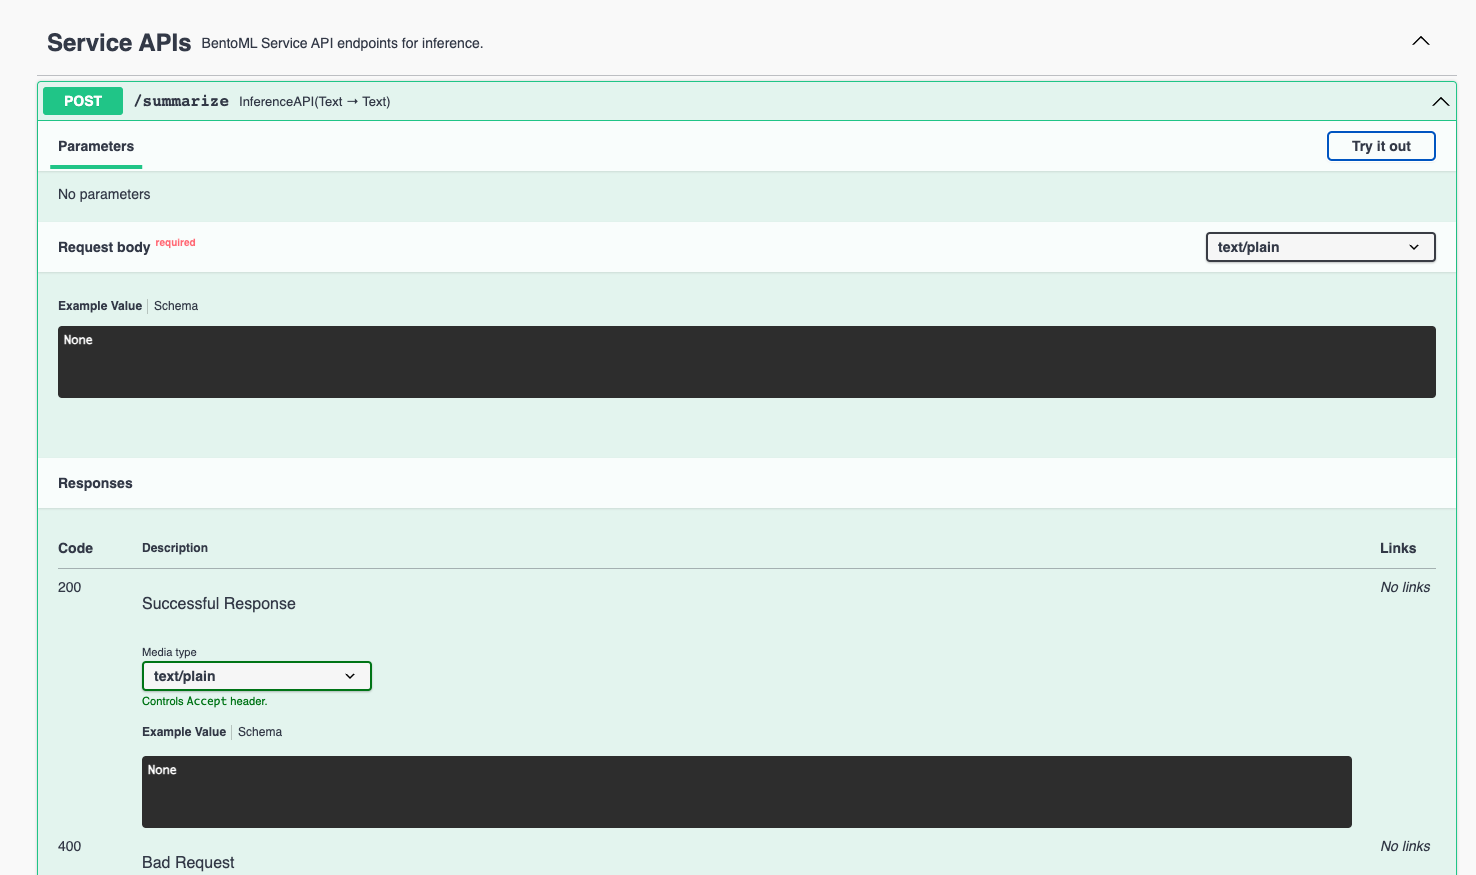 Service APIs BentoML Service API endpoints for inference.
POST /summarize InferenceAPI(Text → Text)
Parameters
Try it out
No parameters
Request body required
text/plain
Example Value Schema
None
Responses
Code Description Links
200 Successful Response No links
Media type
text/plain
Controls Accept header.
Example Value Schema
None
400 Bad Request No links